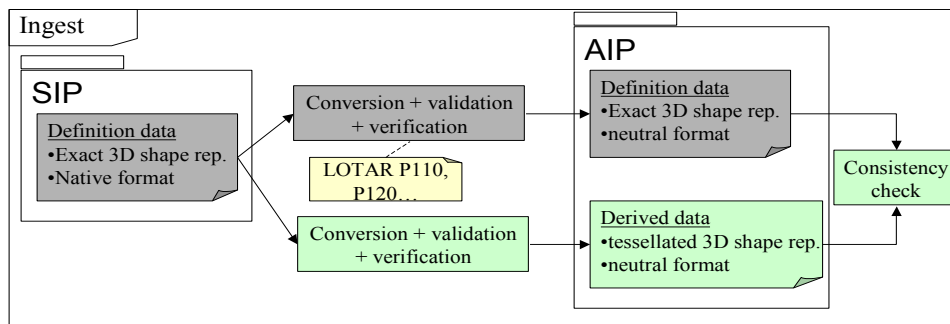 Ingest
SIP
Definition data
•Exact 3D shape rep.
•Native format
Conversion + validation
+ verification
LOTAR P110,
P120…
Conversion + validation
+ verification
AIP
Definition data
•Exact 3D shape rep.
•neutral format
Derived data
•tessellated 3D shape rep.
•neutral format
Consistency
check